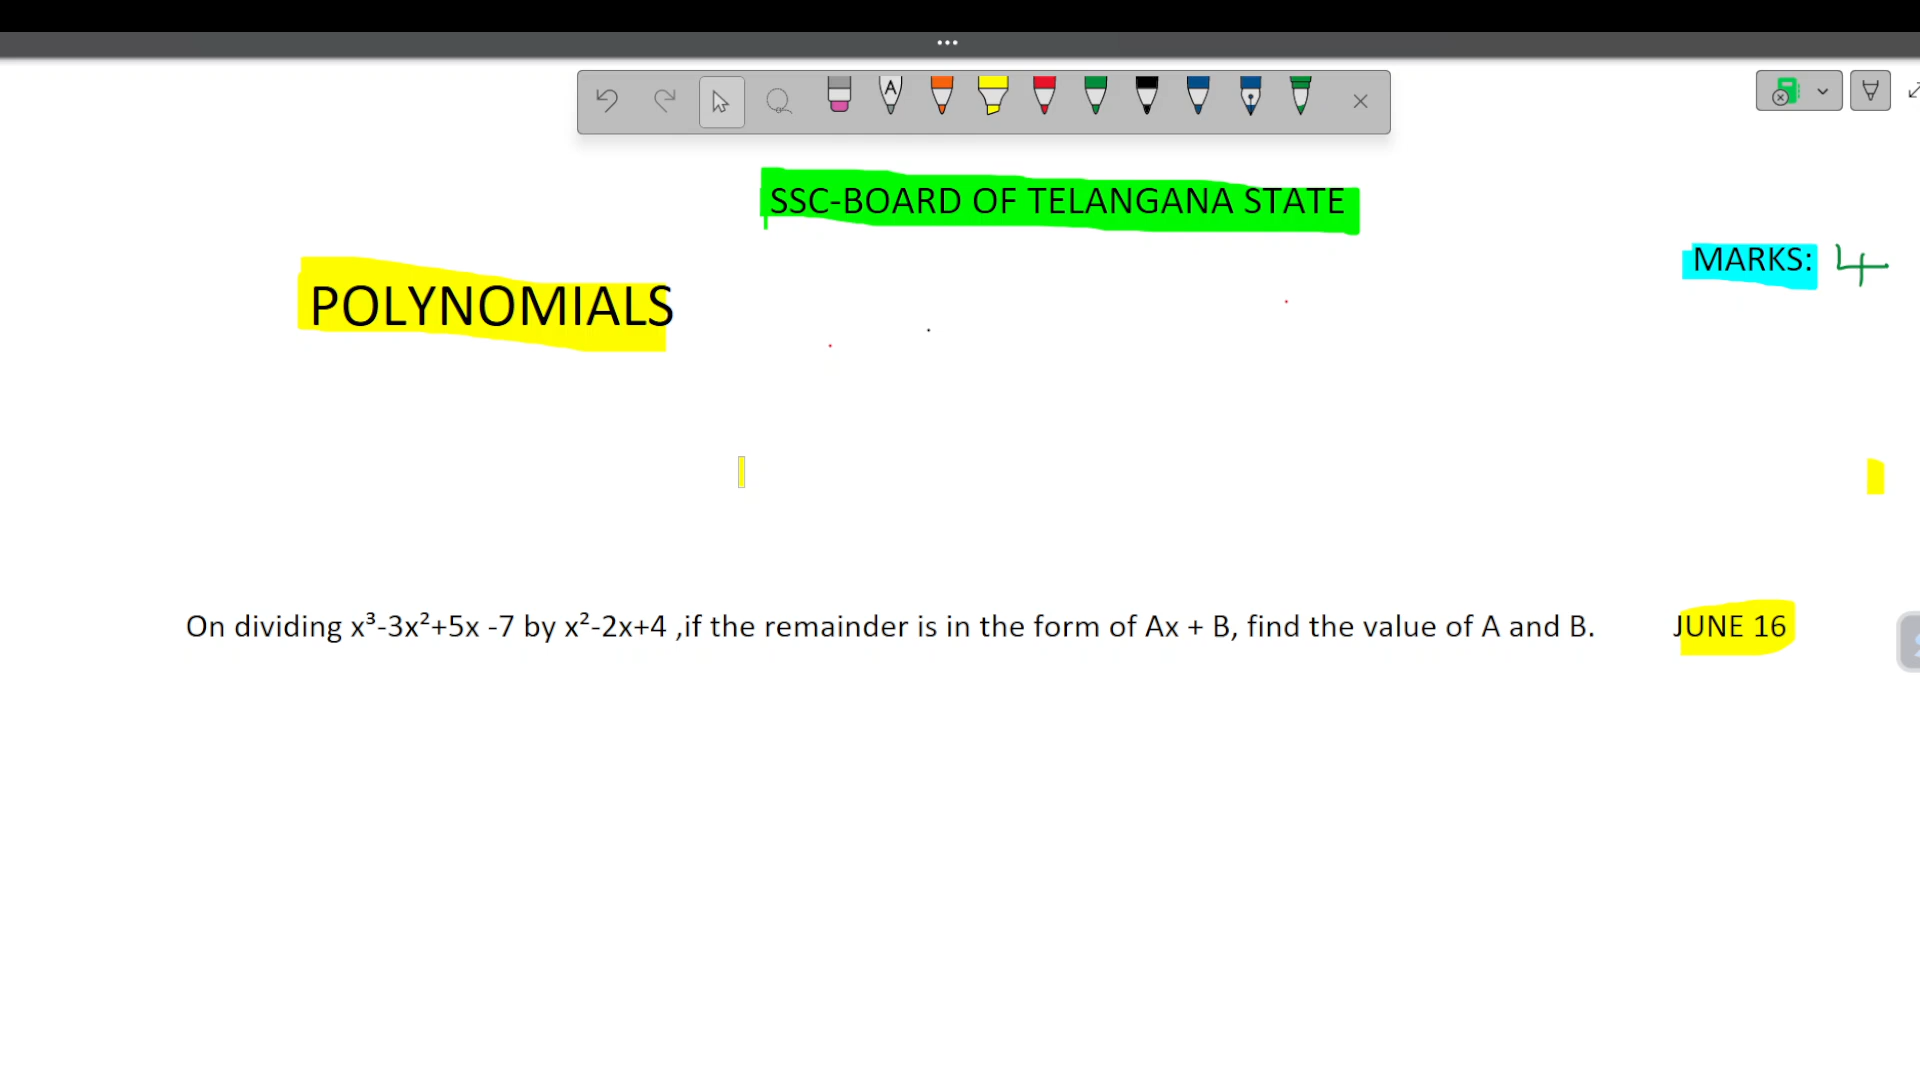 SSC-BOARD OF TELANGANA STATE
MARKS: 4
POLYNOMIALS
On dividing x³-3x²+5x -7 by x²-2x+4 ,if the remainder is in the form of Ax + B, find the value of A and B. JUNE 16